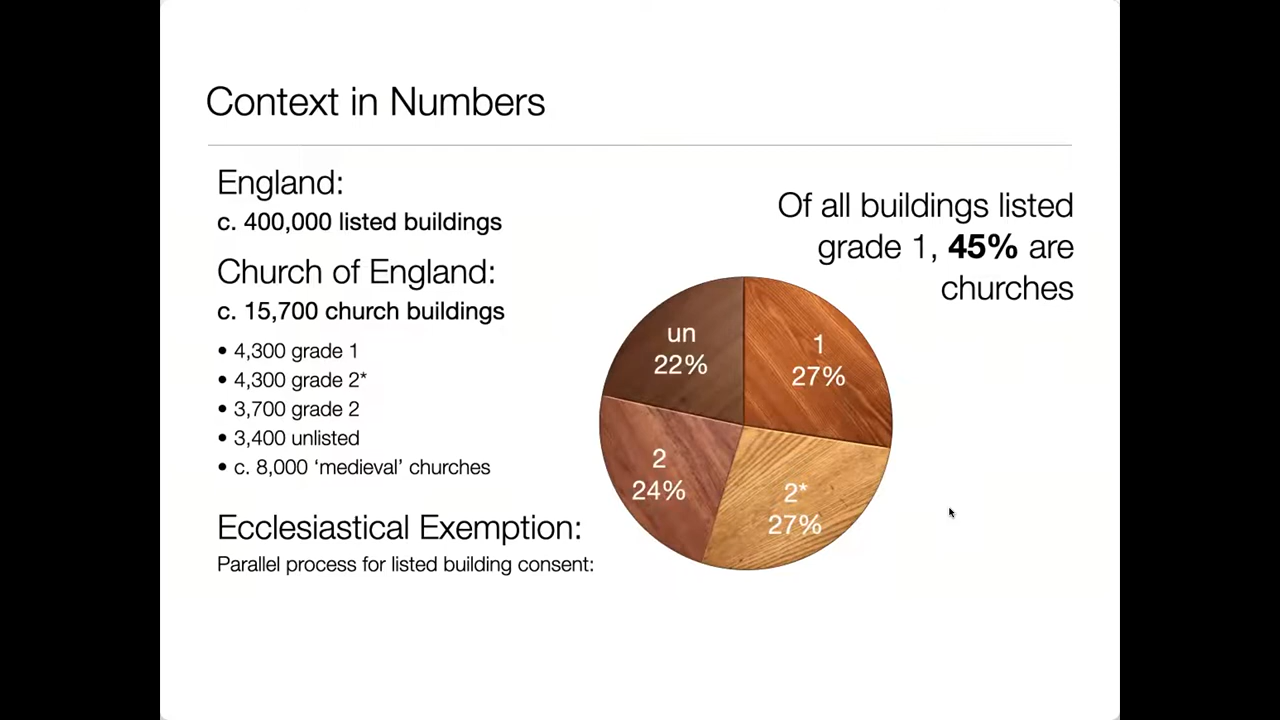 Context in Numbers
England:
c. 400,000 listed buildings
Church of England:
c. 15,700 church buildings
• 4,300 grade 1
• 4,300 grade 2*
• 3,700 grade 2
• 3,400 unlisted
• c. 8,000 ‘medieval’ churches
Ecclesiastical Exemption:
Parallel process for listed building consent:
Of all buildings listed
grade 1, 45% are
churches
un
22%
1
27%
2
24%
2*
27%